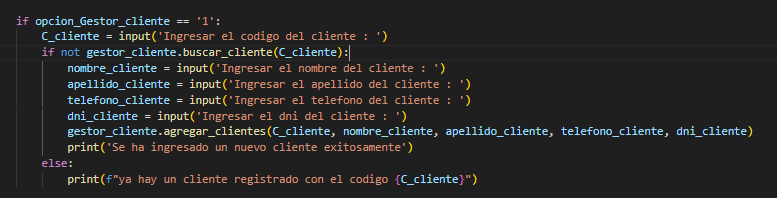 if opcion_Gestor_cliente == '1':
C_cliente = input('Ingresar el codigo del cliente : ')
if not gestor_cliente.buscar_cliente(C_cliente):
nombre_cliente = input('Ingresar el nombre del cliente : ')
apellido_cliente = input('Ingresar el apellido del cliente : ')
telefono_cliente = input('Ingresar el telefono del cliente : ')
dni_cliente = input('Ingresar el dni del cliente : ')
gestor_cliente.agregar_clientes(C_cliente, nombre_cliente, apellido_cliente, telefono_cliente, dni_cliente)
print('Se ha ingresado un nuevo cliente exitosamente')
else:
print(f"ya hay un cliente registrado con el codigo {C_cliente}")